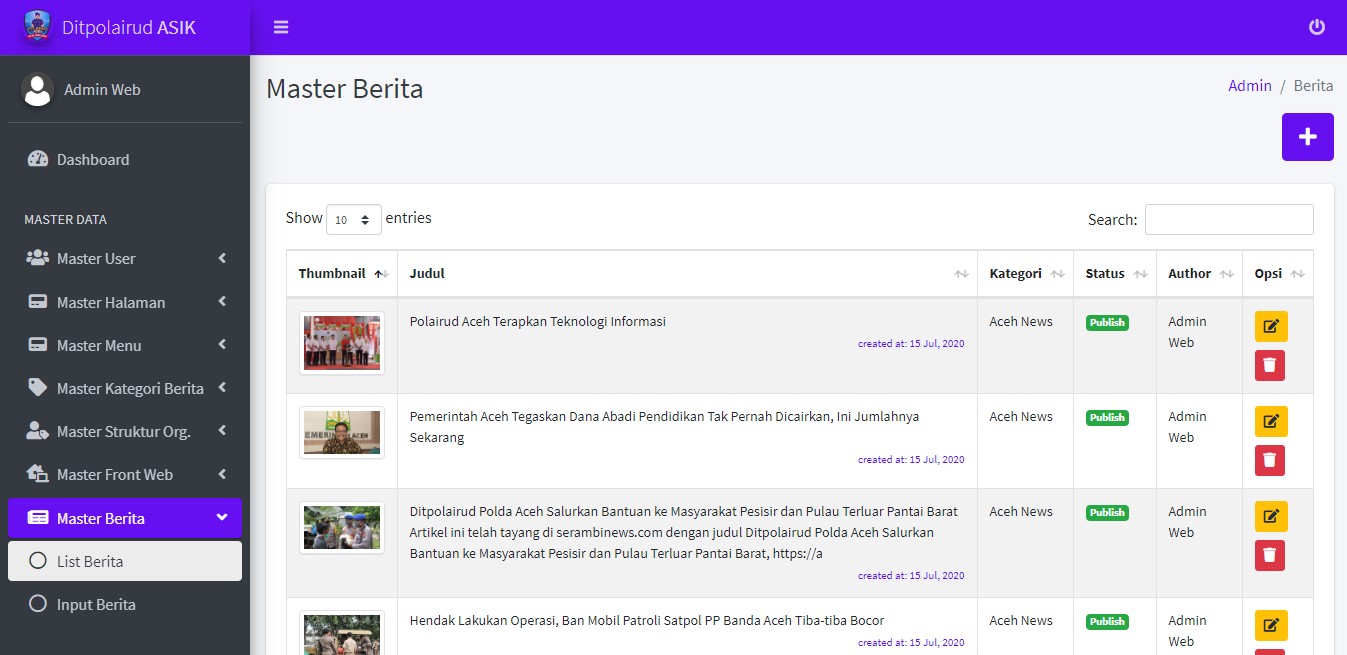 Ditpolairud ASIK
Admin Web
Dashboard
MASTER DATA
Master User
Master Halaman
Master Menu
Master Kategori Berita
Master Struktur Org.
Master Front Web
Master Berita
List Berita
Input Berita
Master Berita
Admin / Berita
Show 10 entries
Search:
Thumbnail Judul Kategori Status Author Opsi
Polairud Aceh Terapkan Teknologi Informasi
created at: 15 Jul, 2020
Aceh News
Publish
Admin
Web
Pemerintah Aceh Tegaskan Dana Abadi Pendidikan Tak Pernah Dicairkan, Ini Jumlahnya
Sekarang
created at: 15 Jul, 2020
Aceh News
Publish
Admin
Web
Ditpolairud Polda Aceh Salurkan Bantuan ke Masyarakat Pesisir dan Pulau Terluar Pantai Barat
Artikel ini telah tayang di serambinews.com dengan judul Ditpolairud Polda Aceh Salurkan
Bantuan ke Masyarakat Pesisir dan Pulau Terluar Pantai Barat, https://a
created at: 15 Jul, 2020
Aceh News
Publish
Admin
Web
Hendak Lakukan Operasi, Ban Mobil Patroli Satpol PP Banda Aceh Tiba-tiba Bocor
created at: 15 Jul, 2020
Aceh News
Publish
Admin
Web